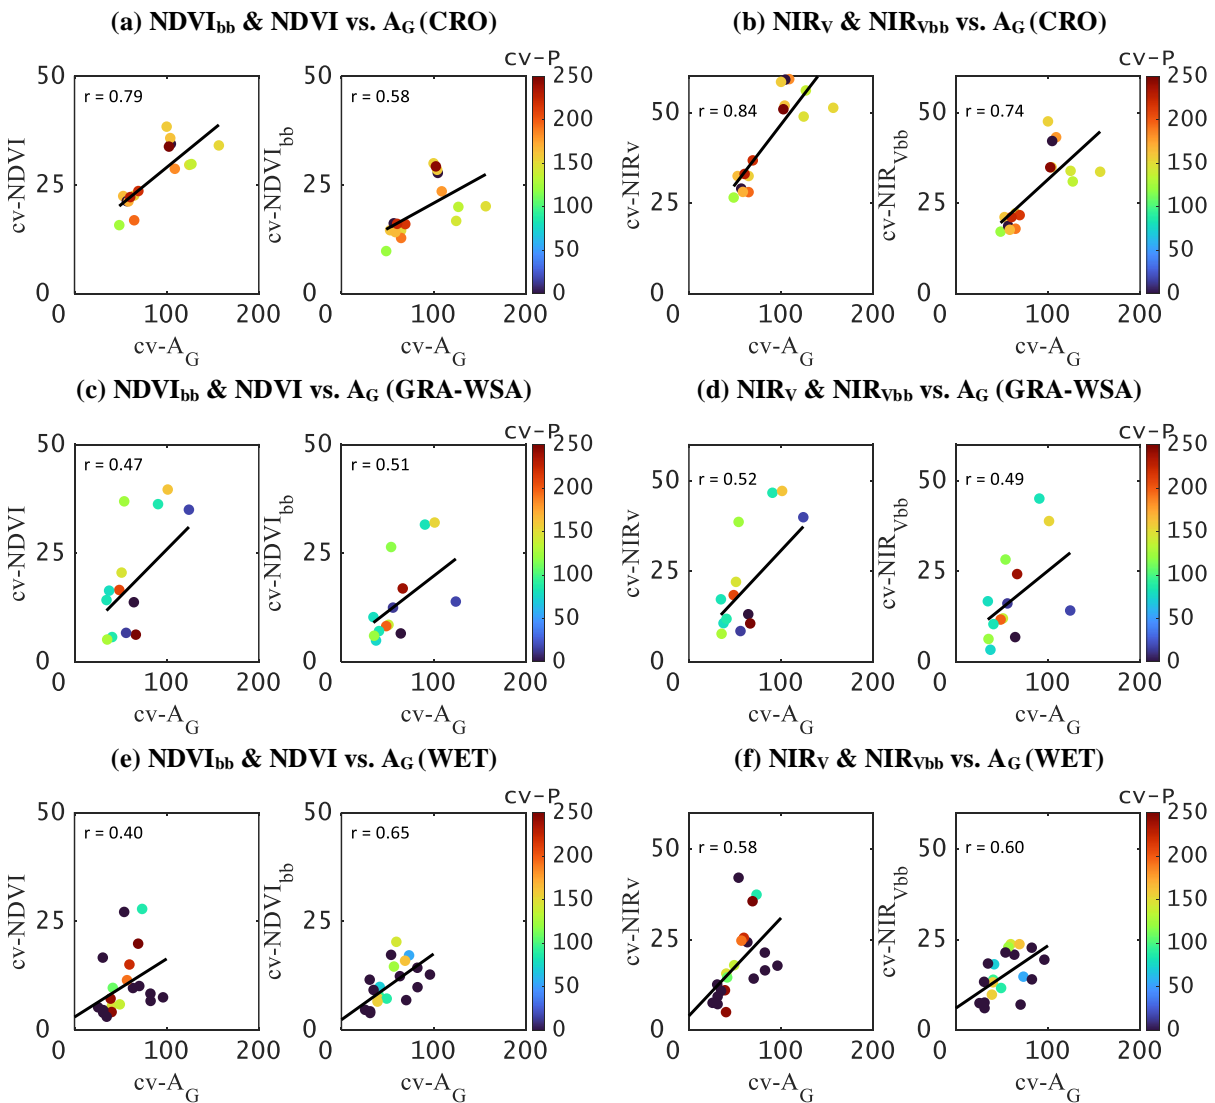 (a) NDVIbb & NDVI vs. AG (CRO)
(b) NIRV & NIRVbb vs. AG (CRO)
cv-P
cv-P
50
25
0
cv-NDVI
r = 0.79
0
100
200
cv-AG
50
25
0
cv-NDVIbb
r = 0.58
0
100
200
cv-AG
250
200
150
100
50
0
50
25
0
cv-NIRv
r = 0.84
0
100
200
cv-AG
50
25
0
cv-NIRVbb
r = 0.74
0
100
200
cv-AG
250
200
150
100
50
0
(c) NDVIbb & NDVI vs. AG (GRA-WSA)
(d) NIRV & NIRVbb vs. AG (GRA-WSA)
cv-P
cv-P
50
25
0
cv-NDVI
r = 0.47
0
100
200
cv-AG
50
25
0
cv-NDVIbb
r = 0.51
0
100
200
cv-AG
250
200
150
100
50
0
50
25
0
cv-NIRv
r = 0.52
0
100
200
cv-AG
50
25
0
cv-NIRVbb
r = 0.49
0
100
200
cv-AG
250
200
150
100
50
0
(e) NDVIbb & NDVI vs. AG (WET)
(f) NIRV & NIRVbb vs. AG (WET)
cv-P
cv-P
50
25
0
cv-NDVI
r = 0.40
0
100
200
cv-AG
50
25
0
cv-NDVIbb
r = 0.65
0
100
200
cv-AG
250
200
150
100
50
0
50
25
0
cv-NIRv
r = 0.58
0
100
200
cv-AG
50
25
0
cv-NIRVbb
r = 0.60
0
100
200
cv-AG
250
200
150
100
50
0